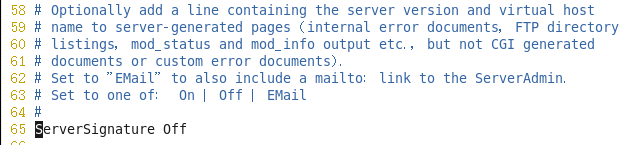 58 # Optionally add a line containing the server version and virtual host
59 # name to server-generated pages (internal error documents, FTP directory
60 # listings, mod_status and mod_info output etc., but not CGI generated
61 # documents or custom error documents).
62 # Set to "EMail" to also include a mailto: link to the ServerAdmin.
63 # Set to one of:  On | Off | EMail
64 #
65 ServerSignature Off